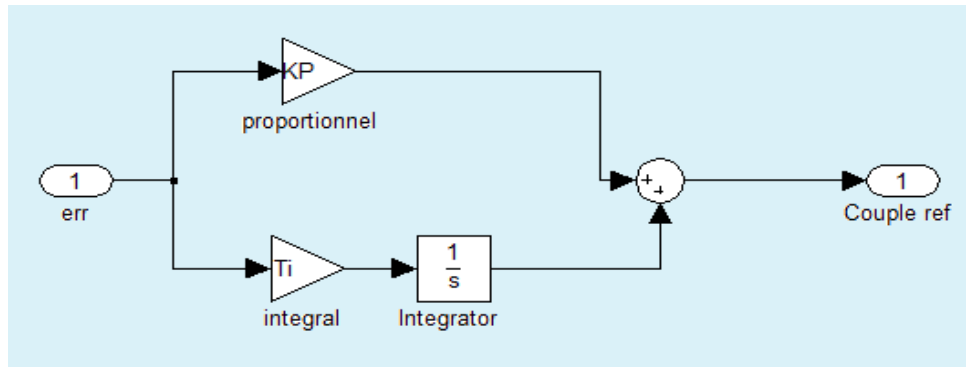 KP
proportionnel
1
err
+
+
1
Couple ref
Ti
integral
1
s
Integrator